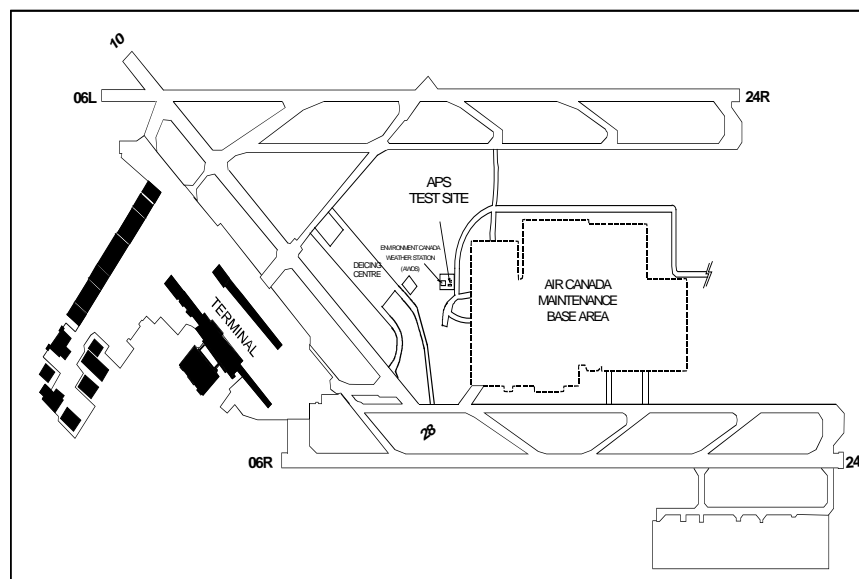 10
06L
24R
APS
TEST SITE
ENVIRONMENT CANADA
WEATHER STATION
(AWOS)
DEICING
CENTRE
AIR CANADA
MAINTENANCE
BASE AREA
TERMINAL
28
06R
24